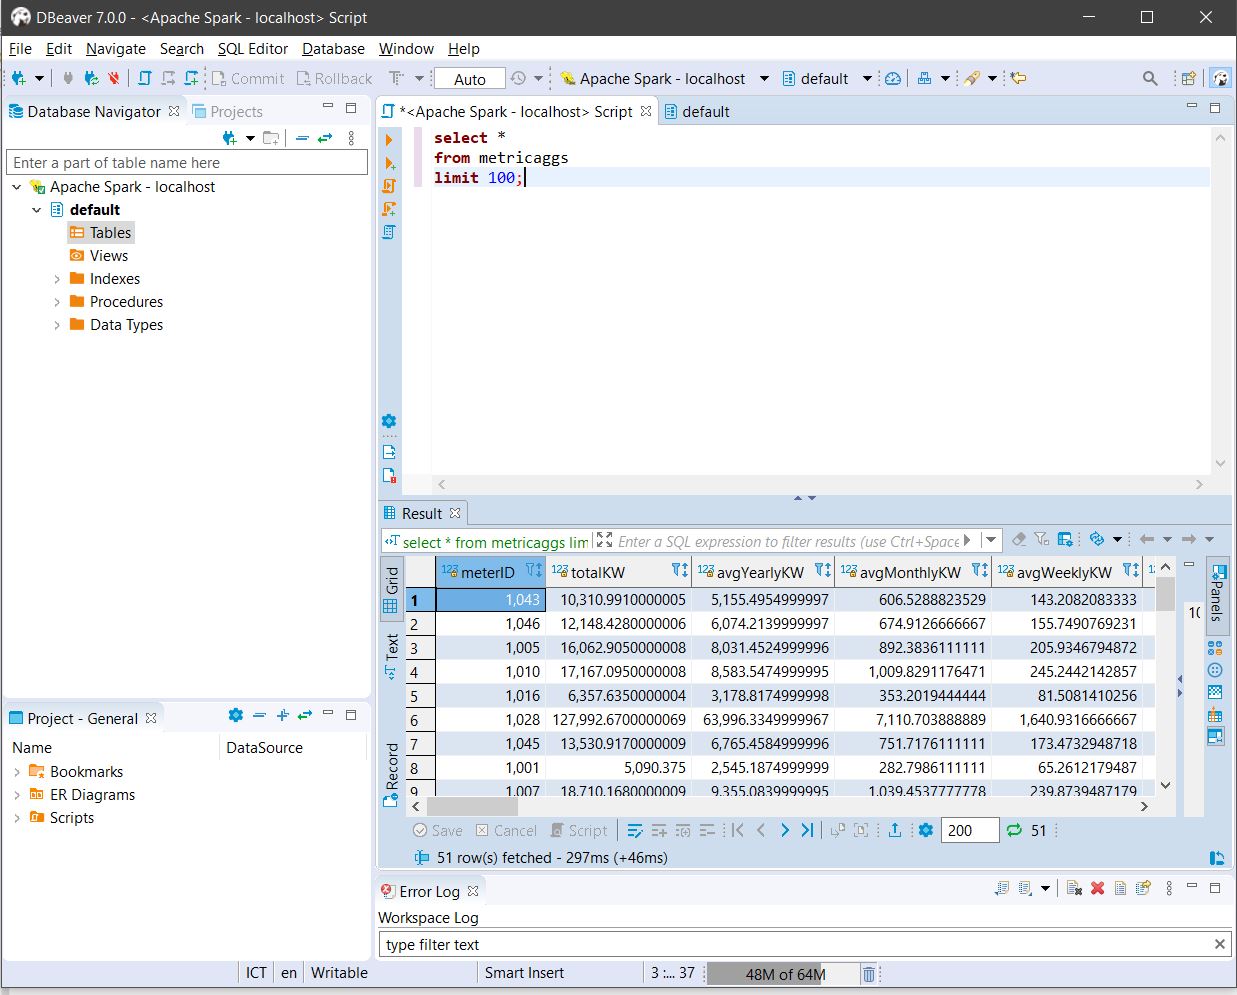 DBeaver 7.0.0 - <Apache Spark - localhost> Script
File Edit Navigate Search SQL Editor Database Window Help
Commit Rollback Auto Apache Spark - localhost default
Database Navigator Projects
Enter a part of table name here
Apache Spark - localhost
default
Tables
Views
Indexes
Procedures
Data Types
*<Apache Spark - localhost> Script default
select *
from metricaggs
limit 100;
Result
select * from metricaggs lim Enter a SQL expression to filter results (use Ctrl+Space
Grid
Text
Record
Panels
123 meterID 123 totalKW 123 avgYearlyKW 123 avgMonthlyKW 123 avgWeeklyKW
1 1,043 10,310.9910000005 5,155.4954999997 606.5288823529 143.2082083333
2 1,046 12,148.4280000006 6,074.2139999997 674.9126666667 155.7490769231
3 1,005 16,062.9050000008 8,031.4524999996 892.3836111111 205.9346794872
4 1,010 17,167.0950000008 8,583.5474999995 1,009.8291176471 245.2442142857
5 1,016 6,357.6350000004 3,178.8174999998 353.2019444444 81.5081410256
6 1,028 127,992.6700000069 63,996.3349999967 7,110.703888889 1,640.9316666667
7 1,045 13,530.9170000009 6,765.4584999996 751.7176111111 173.4732948718
8 1,001 5,090.375 2,545.1874999999 282.7986111111 65.2612179487
9 1,007 18,710.1680000009 9,355.0839999995 1,039.4537777778 239.8739487179
Save Cancel Script 200 51
51 row(s) fetched - 297ms (+46ms)
Project - General
Name DataSource
Bookmarks
ER Diagrams
Scripts
Error Log
Workspace Log
type filter text
ICT en Writable Smart Insert 3 :... 37 48M of 64M